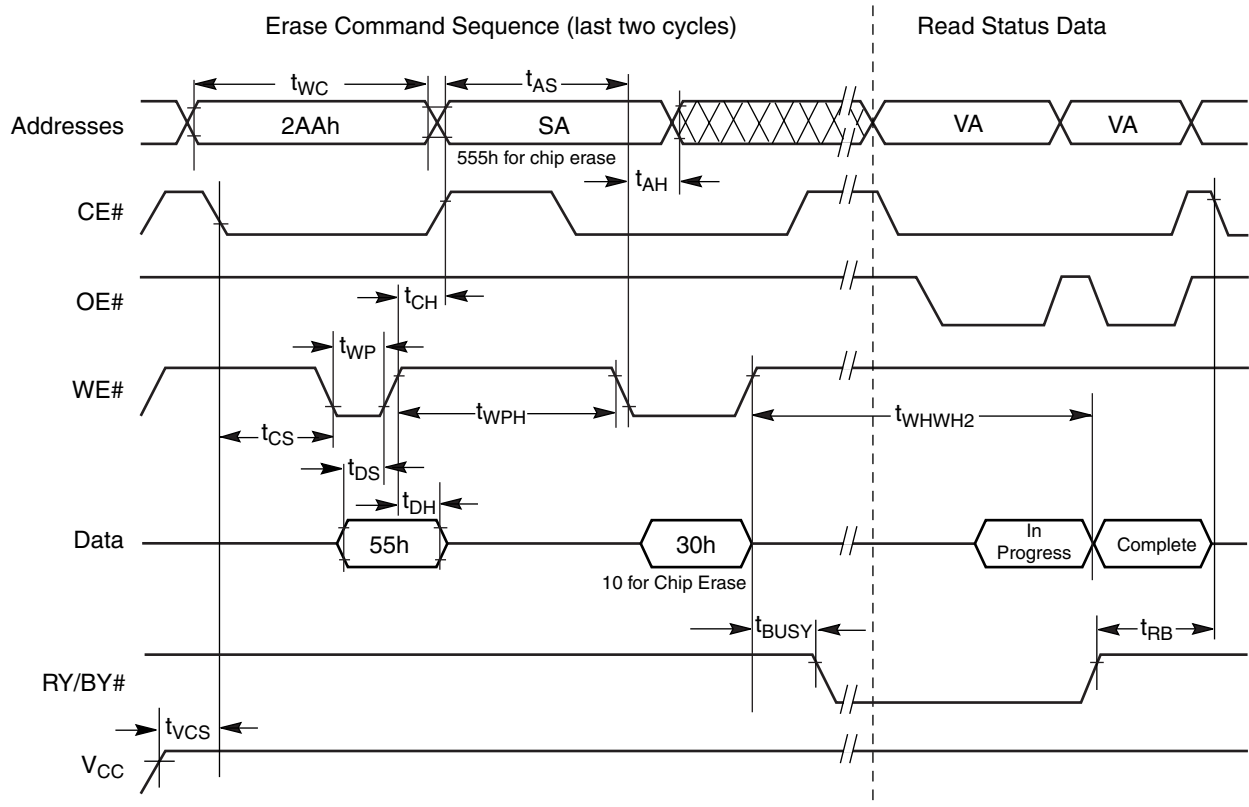 Erase Command Sequence (last two cycles)
Read Status Data
tWC
tAS
Addresses
2AAh
SA
VA
VA
555h for chip erase
tAH
CE#
OE#
tCH
tWP
WE#
tWPH
tWHWH2
tCS
tDS
tDH
Data
55h
30h
In
Progress
Complete
10 for Chip Erase
tBUSY
tRB
RY/BY#
tVCS
VCC